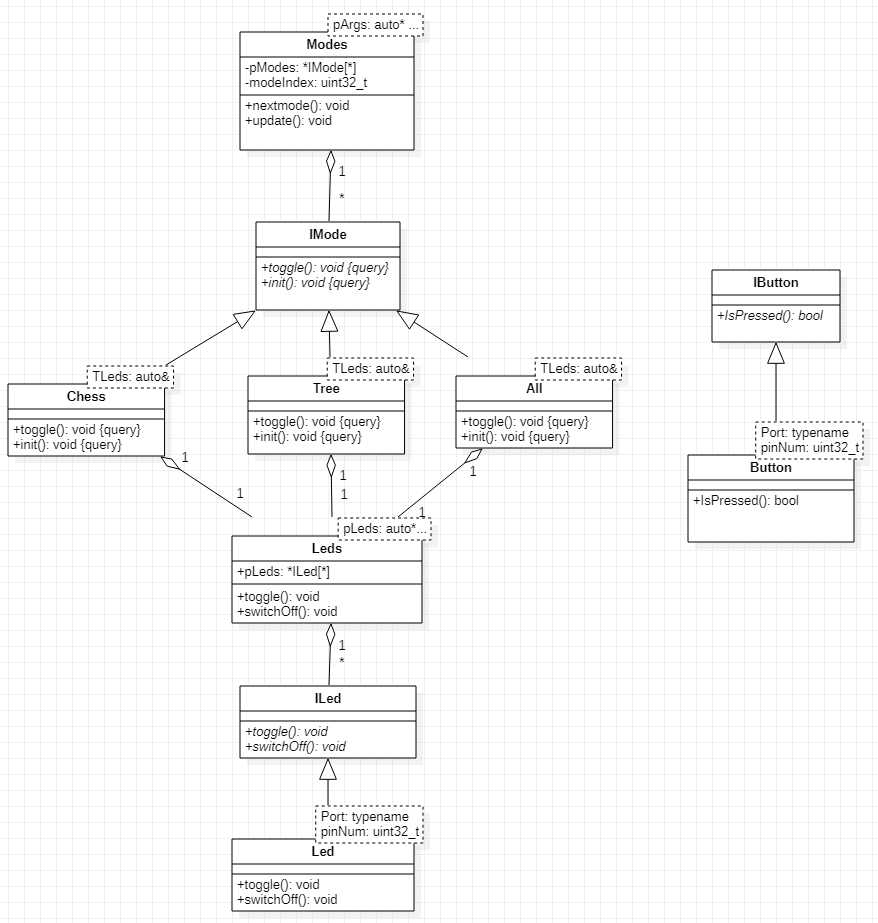 pArgs: auto* ...
Modes
-pModes: *IMode[*]
-modeIndex: uint32_t
+nextmode(): void
+update(): void
1
*
IMode
+toggle(): void {query}
+init(): void {query}
IButton
+IsPressed(): bool
TLeds: auto&
Chess
+toggle(): void {query}
+init(): void {query}
TLeds: auto&
Tree
+toggle(): void {query}
+init(): void {query}
TLeds: auto&
All
+toggle(): void {query}
+init(): void {query}
Port: typename
pinNum: uint32_t
Button
+IsPressed(): bool
1
1
1
1
1
1
pLeds: auto*...
Leds
+pLeds: *ILed[*]
+toggle(): void
+switchOff(): void
1
*
ILed
+toggle(): void
+switchOff(): void
Port: typename
pinNum: uint32_t
Led
+toggle(): void
+switchOff(): void